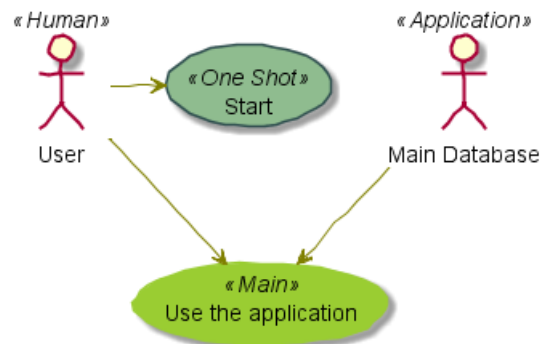 «Human»
«Application»
«One Shot»
Start
User
Main Database
«Main»
Use the application